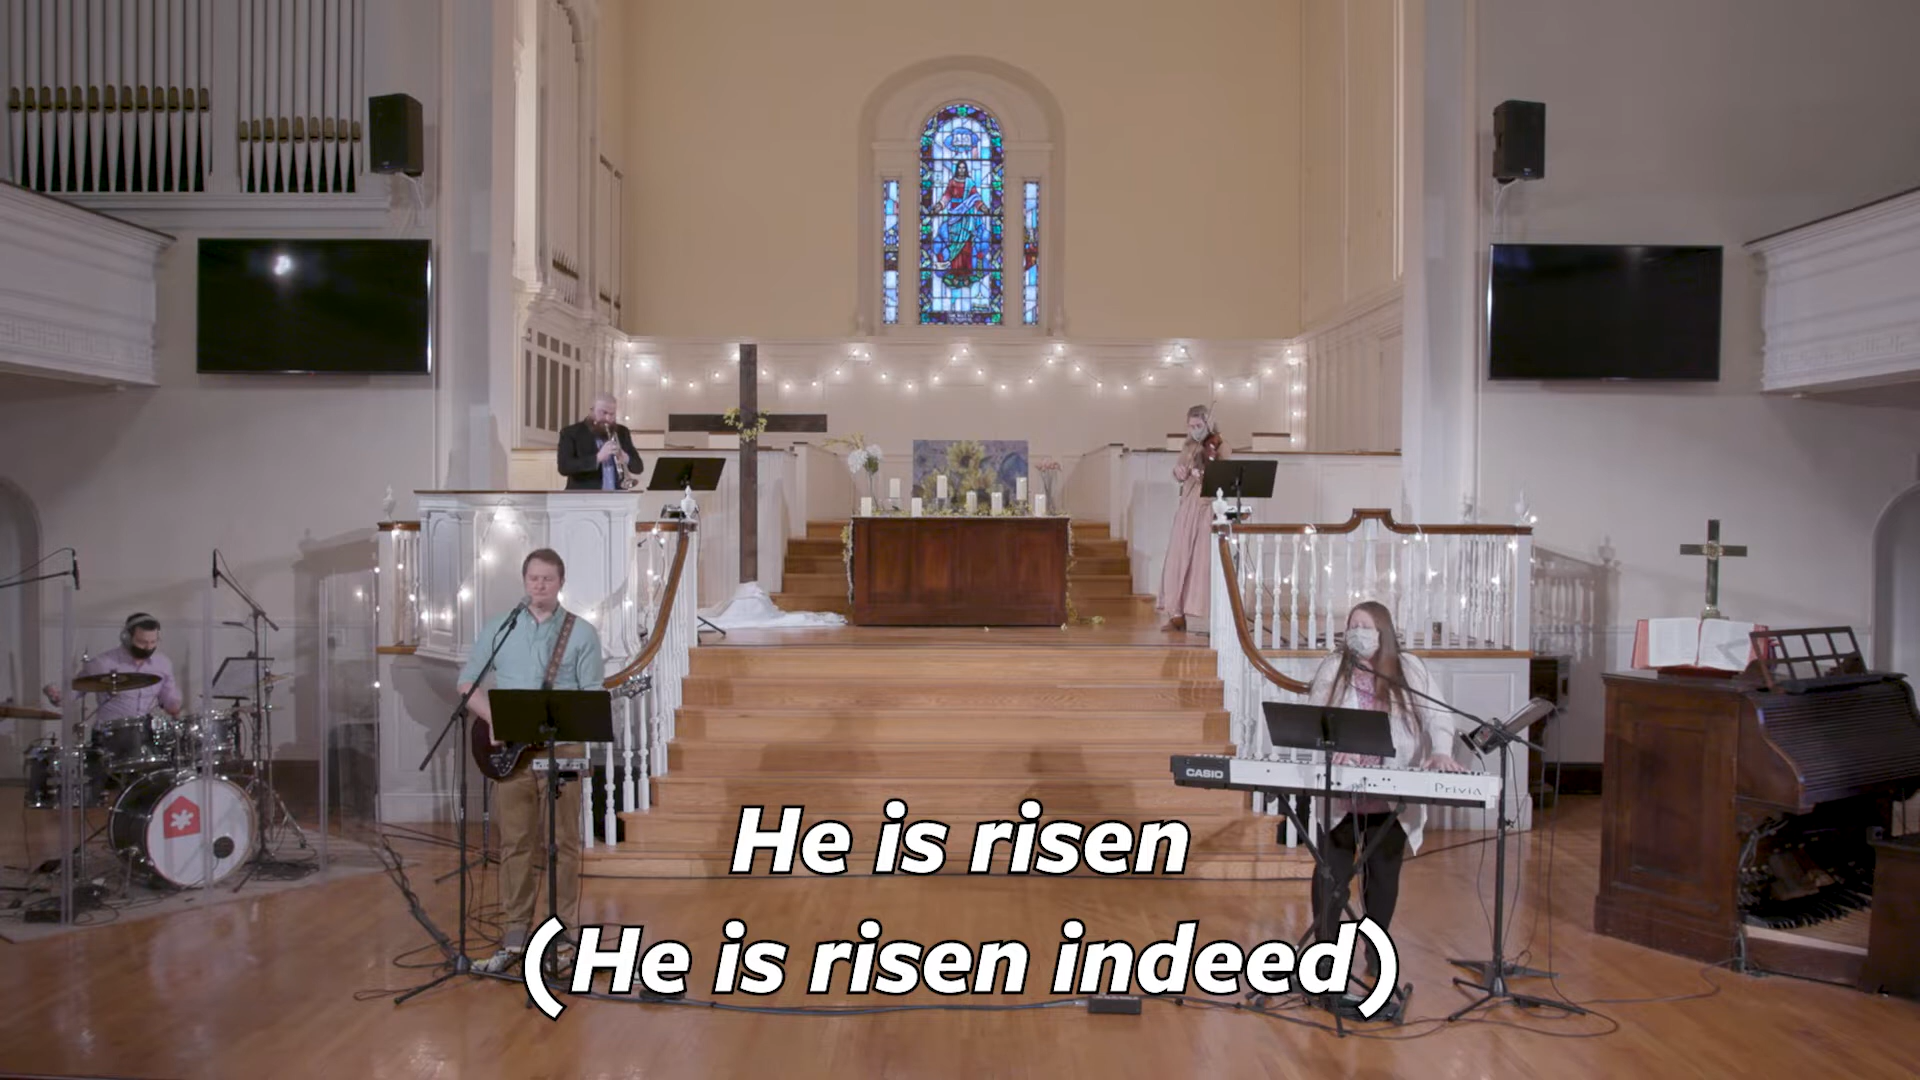 CASIO
Privia
He is risen
(He is risen indeed)